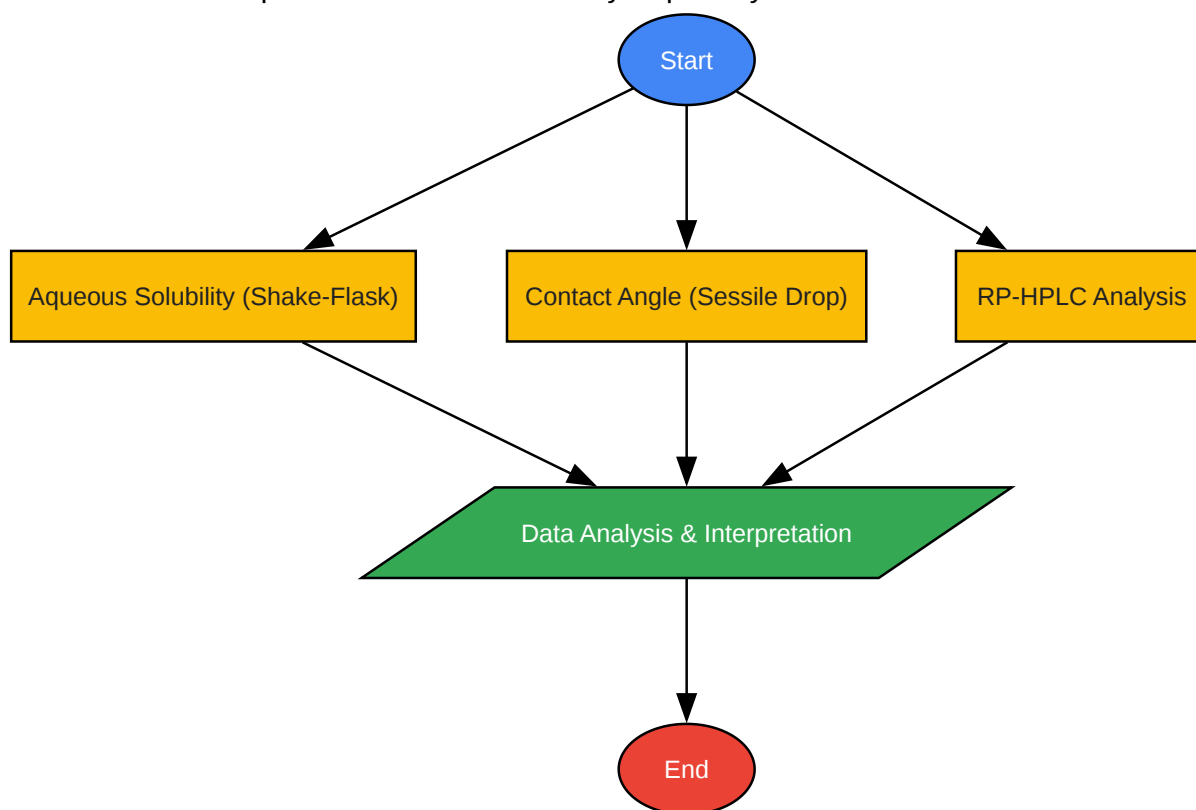 Start
Aqueous Solubility (Shake-Flask)
Contact Angle (Sessile Drop)
RP-HPLC Analysis
Data Analysis & Interpretation
End